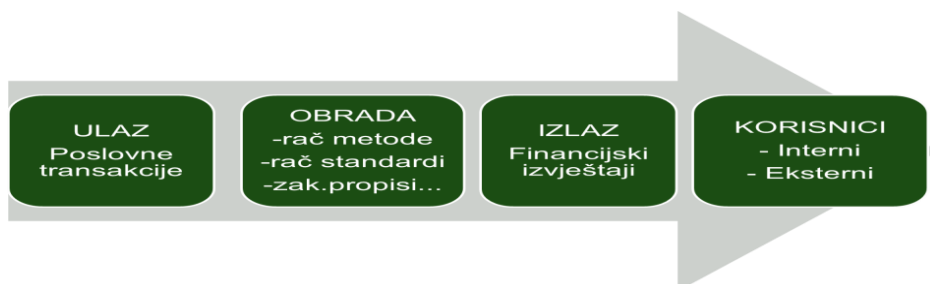 ULAZ
Poslovne
transakcije
OBRADA
-rač metode
-rač standardi
-zak.propisi...
IZLAZ
Financijski
izvještaji
KORISNICI
- Interni
- Eksterni